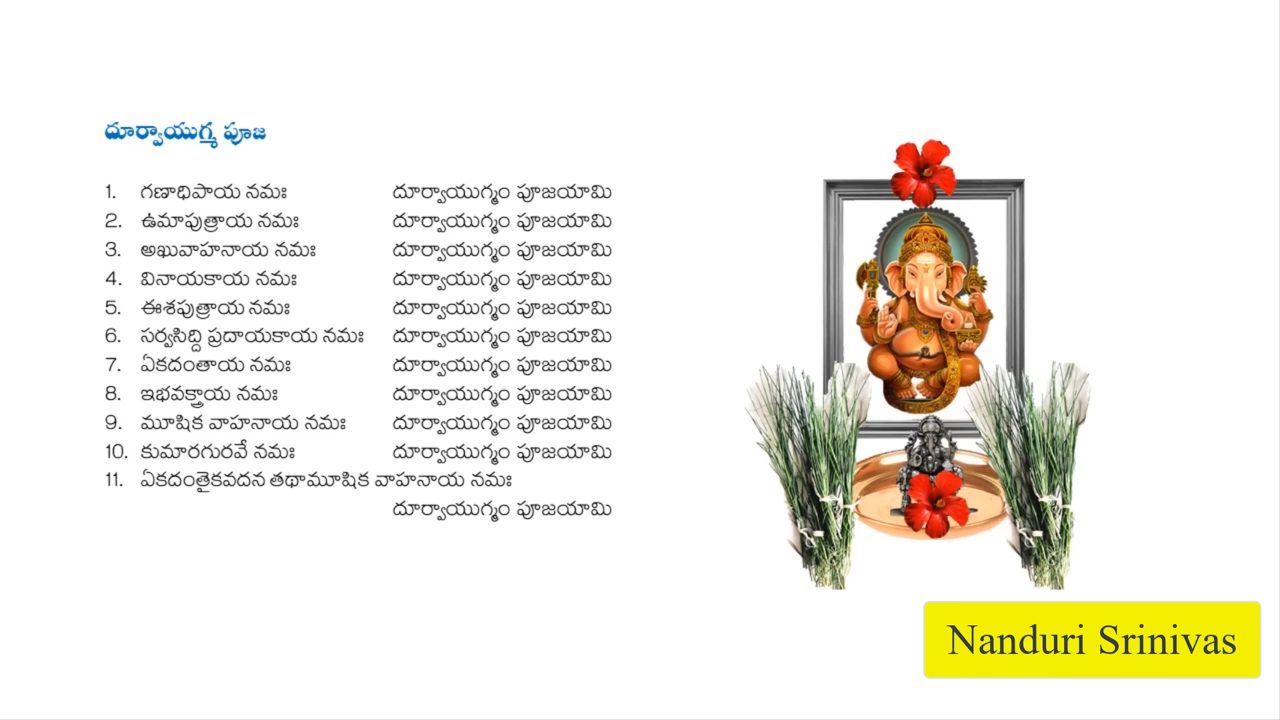 దూర్వాయుగ్మ పూజ
1. గణాధిపాయ నమః దూర్వాయుగ్మం పూజయామి
2. ఉమాపుత్రాయ నమః దూర్వాయుగ్మం పూజయామి
3. అఖువాహనాయ నమః దూర్వాయుగ్మం పూజయామి
4. వినాయకాయ నమః దూర్వాయుగ్మం పూజయామి
5. ఈశపుత్రాయ నమః దూర్వాయుగ్మం పూజయామి
6. సర్వసిద్ది ప్రదాయకాయ నమః దూర్వాయుగ్మం పూజయామి
7. ఏకదంతాయ నమః దూర్వాయుగ్మం పూజయామి
8. ఇభవక్త్రాయ నమః దూర్వాయుగ్మం పూజయామి
9. మూషిక వాహనాయ నమః దూర్వాయుగ్మం పూజయామి
10. కుమారగురవే నమః దూర్వాయుగ్మం పూజయామి
11. ఏకదంతైకవదన తథామూషిక వాహనాయ నమః
దూర్వాయుగ్మం పూజయామి
Nanduri Srinivas